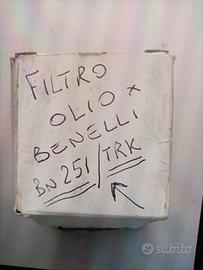 FILTRO
OLIO x
BENELLI
BN 251/TRK
subito